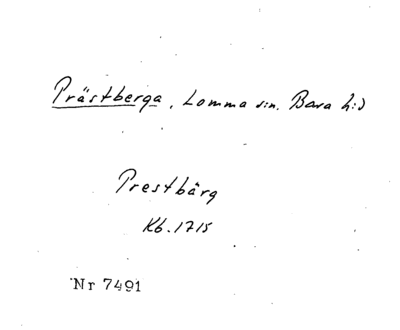 Prästberga, Lomma sn. Bara h:d
Prestbärg
Kb. 1715
Nr 7491